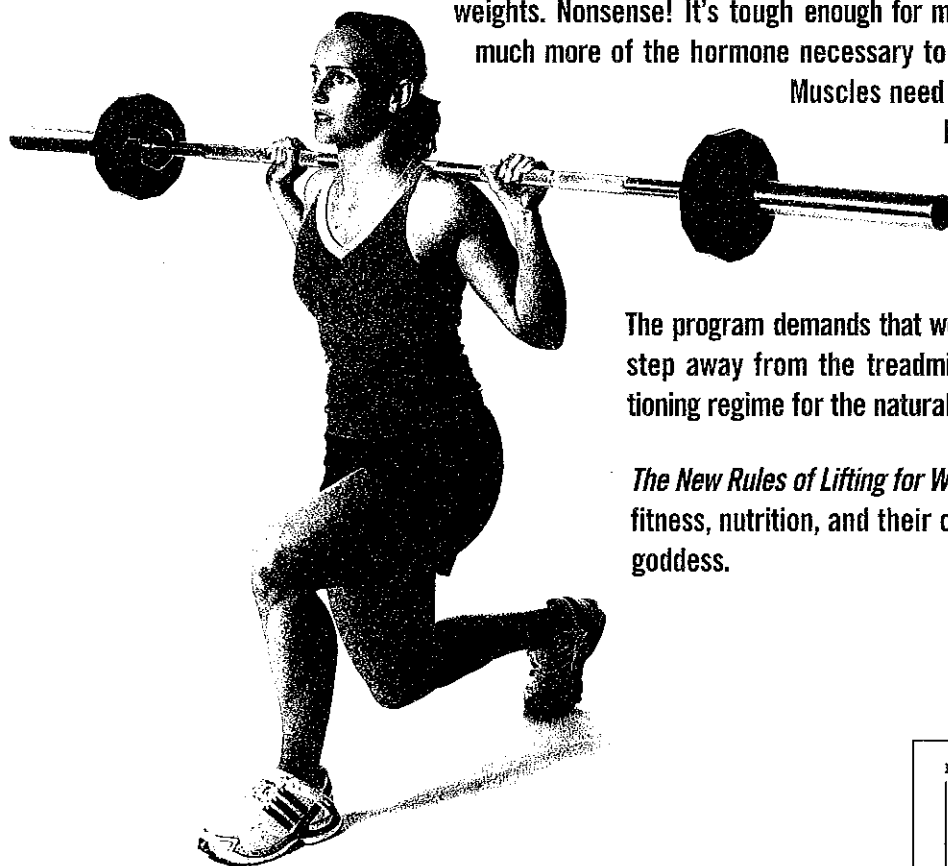 weights. Nonsense! It's tough enough for m
much more of the hormone necessary to
Muscles need
The program demands that w
step away from the treadmi
tioning regime for the natural
The New Rules of Lifting for W
fitness, nutrition, and their c
goddess.